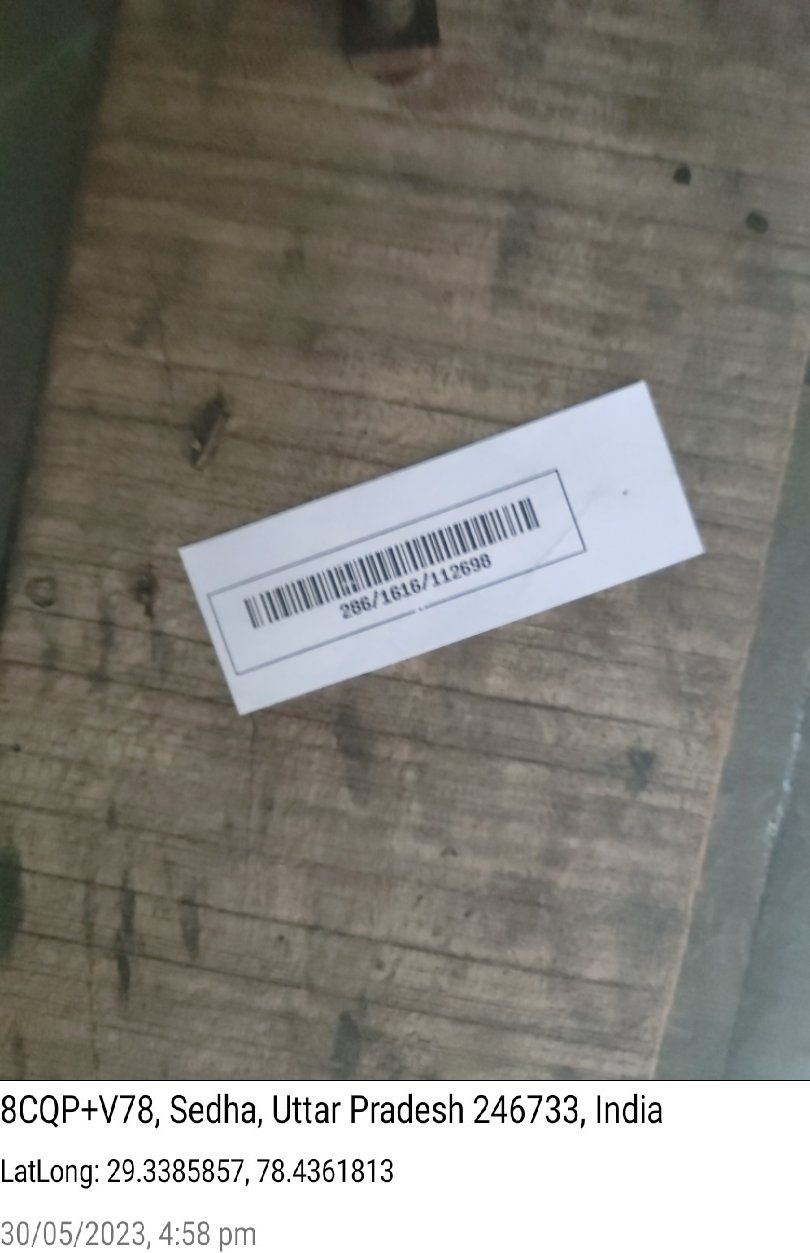 286/1616/112698
8CQP+V78, Sedha, Uttar Pradesh 246733, India
LatLong: 29.3385857, 78.4361813
30/05/2023, 4:58 pm